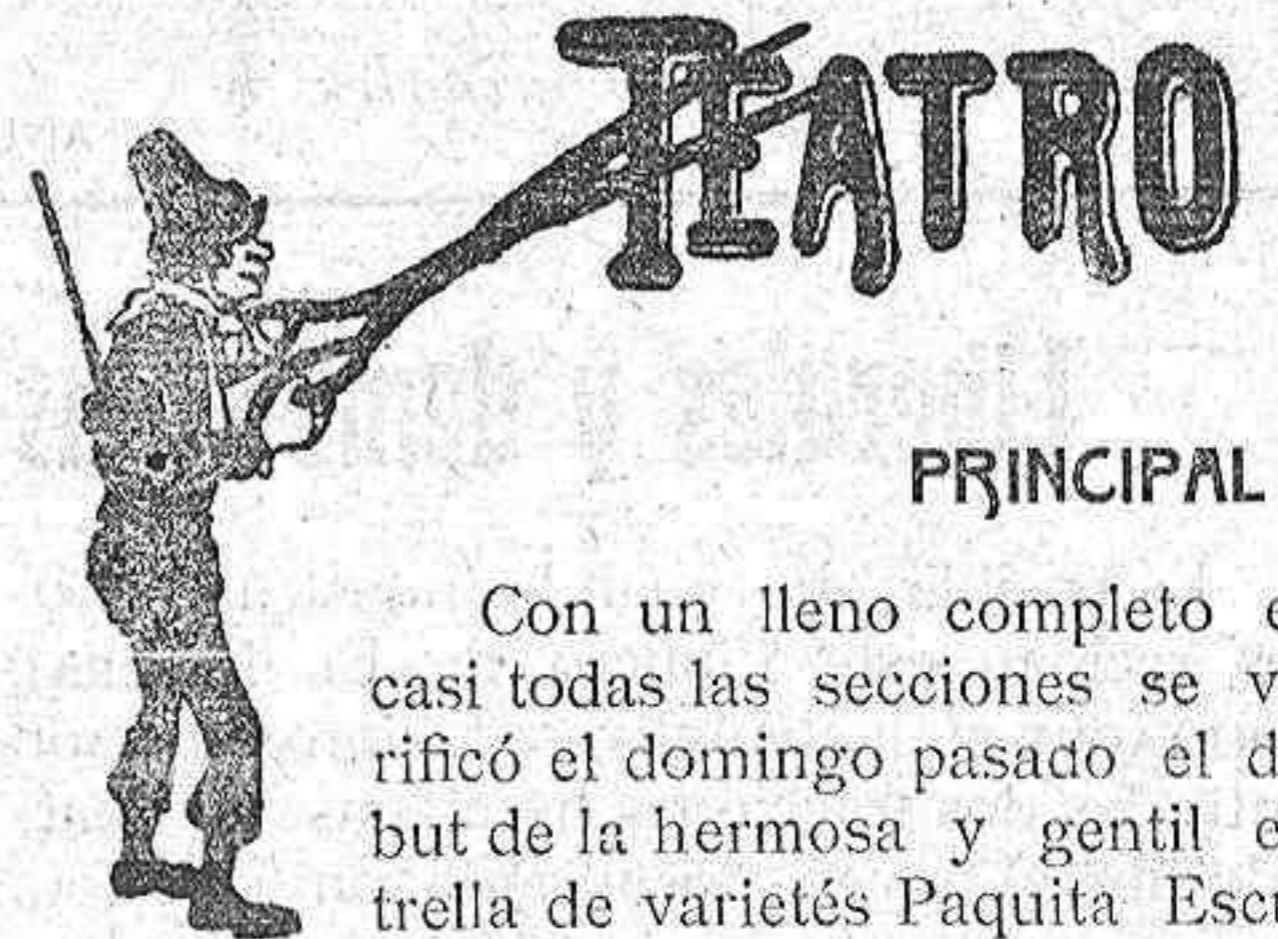 TEATRO
PRINCIPAL
Con un lleno completo
casi todas las secciones se v
rificó el domingo pasado el d
but de la hermosa y gentil e
trella de varietés Paquita Escr